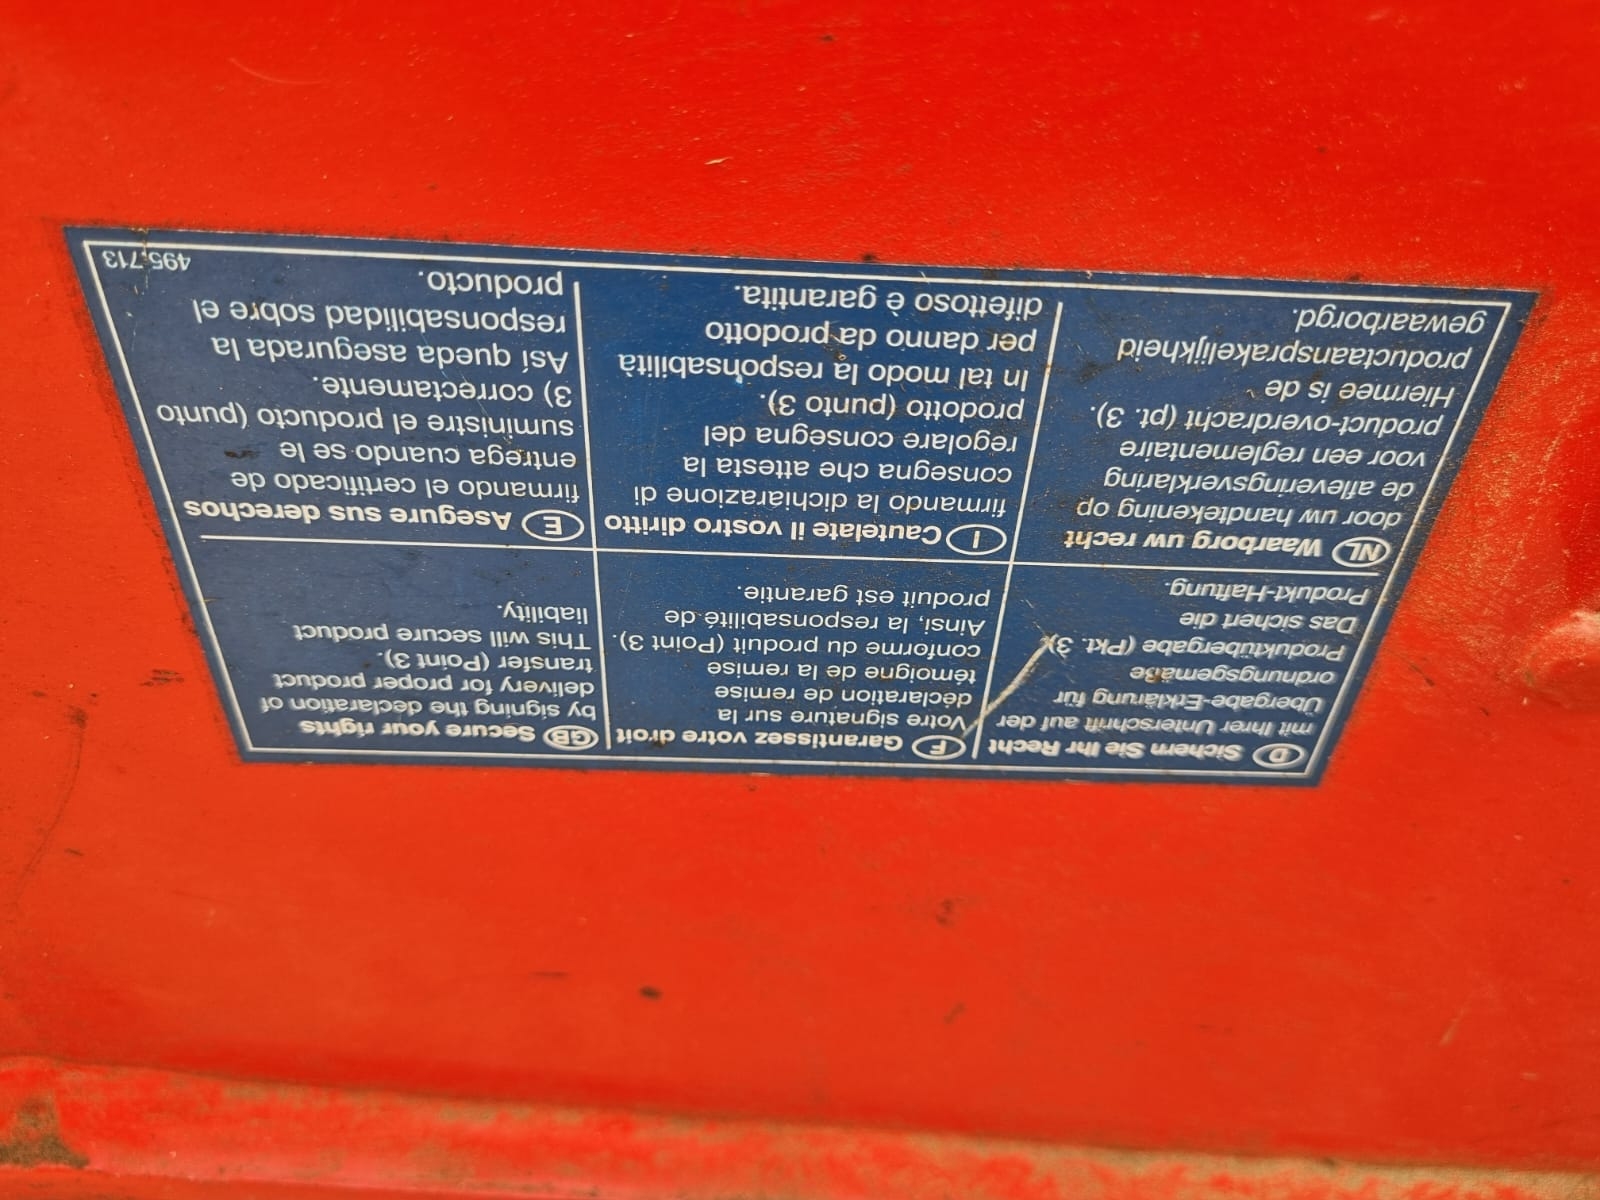 D Sichern Sie Ihr Recht
mit Ihrer Unterschrift auf der
Übergabe-Erklärung für
ordnungsgemäße
Produktübergabe (Pkt. 3).
Das sichert die
Produkt-Haftung.
F Garantissez votre droit
Votre signature sur la
déclaration de remise
témoigne de la remise
conforme du produit (Point 3).
Ainsi, la responsabilité de
produit est garantie.
GB Secure your rights
by signing the declaration of
delivery for proper product
transfer (Point 3).
This will secure product
liability.
NL Waarborg uw recht
door uw handtekening op
de afleveringsverklaring
voor een reglementaire
product-overdracht (pt. 3).
Hiermee is de
productaansprakelijkheid
gewaarborgd.
I Cautelate il vostro diritto
firmando la dichiarazione di
consegna che attesta la
regolare consegna del
prodotto (punto 3).
In tal modo la responsabilità
per danno da prodotto
difettoso è garantita.
E Asegure sus derechos
firmando el certificado de
entrega cuando se le
suministre el producto (punto
3) correctamente.
Así queda asegurada la
responsabilidad sobre el
producto.
495.713